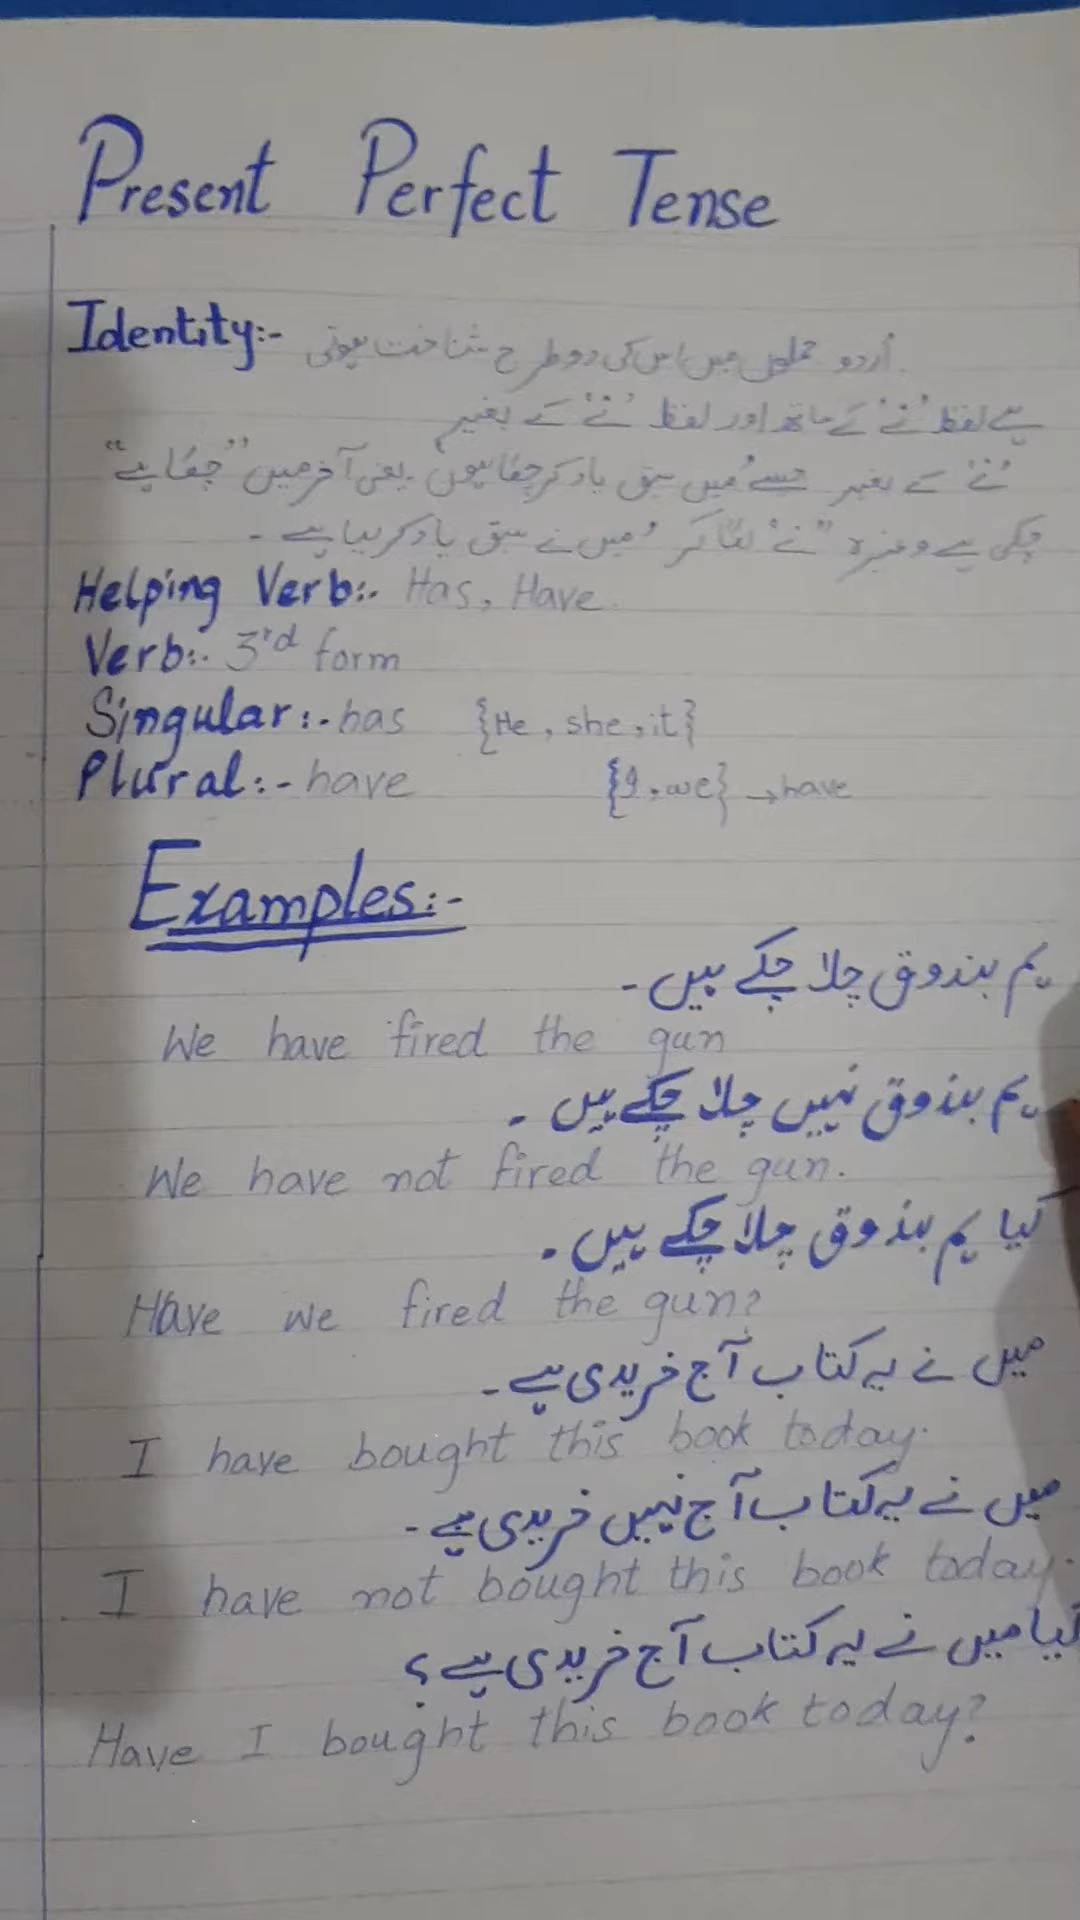 Present Perfect Tense
Identity:- اُردو جملوں میں اس کی دو طرح شناخت ہوتی
ہے لفظ "نے" کے ساتھ اور لفظ "نے" کے بغیر
"نے" کے بغیر جیسے میں سبق یاد کر چکا ہوں۔ یعنی آخر میں "چکا ہے"
چکی ہے وغیرہ "نے" لگا کر "میں نے سبق یاد کر لیا ہے۔
Helping Verb:- Has, Have.
Verb:- 3rd form
Singular:- has {He, she, it}
Plural:- have {I, we} → have
Examples:-
ہم بندوق چلا چکے ہیں۔
We have fired the gun
ہم بندوق نہیں چلا چکے ہیں۔
We have not fired the gun.
کیا ہم بندوق چلا چکے ہیں۔
Have we fired the gun?
میں نے یہ کتاب آج خریدی ہے۔
I have bought this book today.
میں نے یہ کتاب آج نہیں خریدی ہے۔
I have not bought this book today.
کیا میں نے یہ کتاب آج خریدی ہے؟
Have I bought this book today?